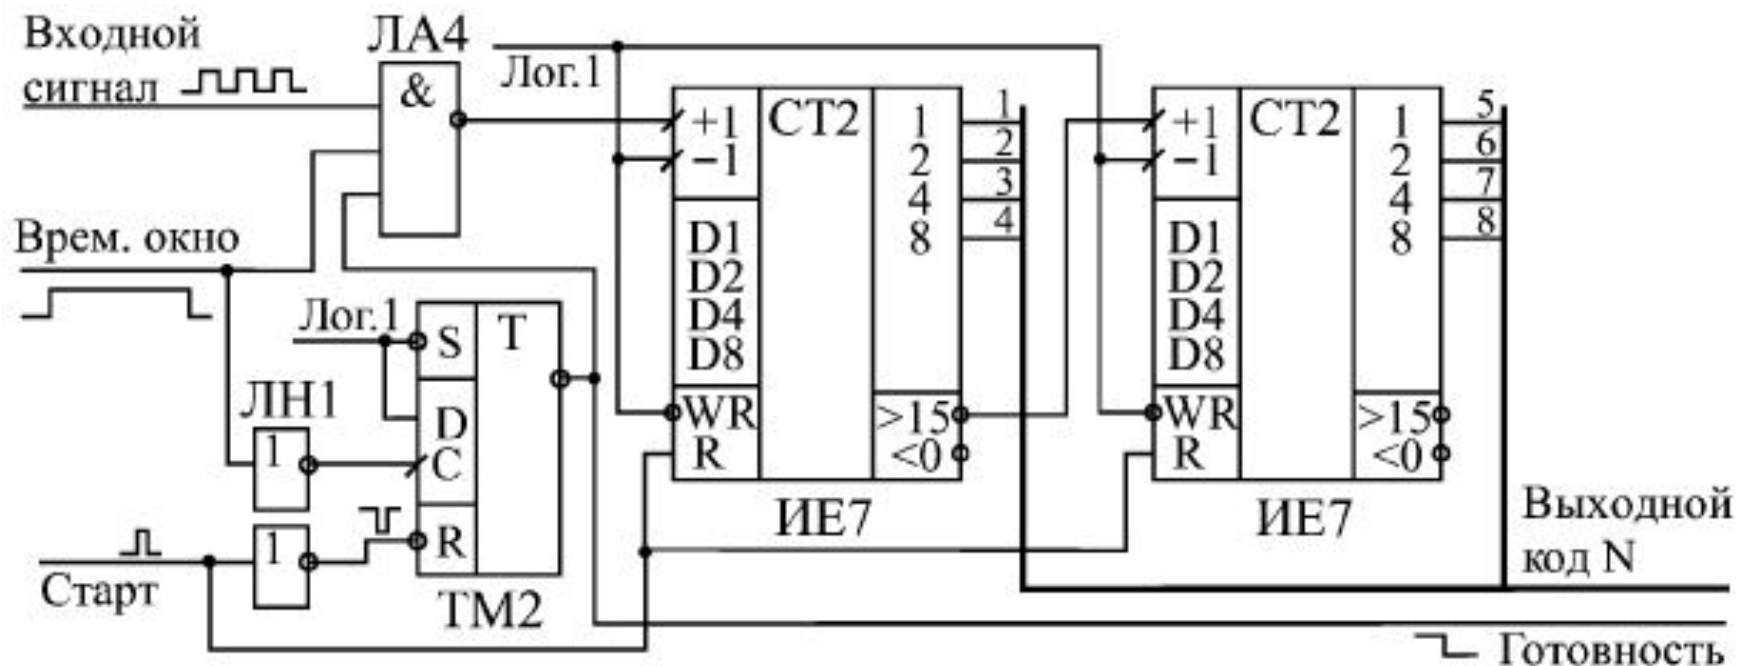 Входной
сигнал
ЛА4
&
Лог.1
Врем. окно
Лог.1
S
T
D
C
R
ЛН1
1
1
Старт
ТМ2
+1
-1
D1
D2
D4
D8
WR
R
CT2
1
2
4
8
>15
<0
1
2
3
4
ИЕ7
+1
-1
D1
D2
D4
D8
WR
R
CT2
1
2
4
8
>15
<0
5
6
7
8
ИЕ7
Выходной
код N
Готовность